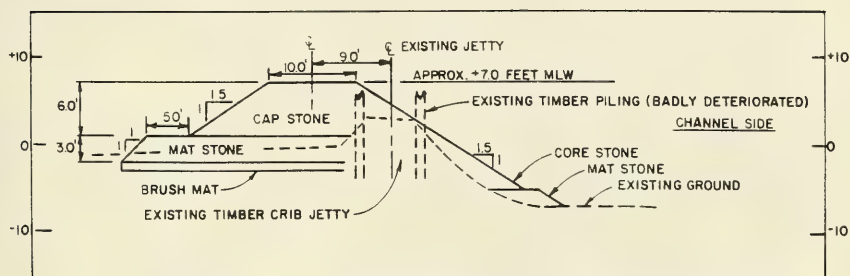 +10
0
-10
6.0'
3.0'
5.0'
10.0'
9.0'
℄
℄ EXISTING JETTY
APPROX. +7.0 FEET MLW
1.5
1
1
1
CAP STONE
MAT STONE
BRUSH MAT
EXISTING TIMBER CRIB JETTY
EXISTING TIMBER PILING (BADLY DETERIORATED)
CHANNEL SIDE
1.5
1
CORE STONE
MAT STONE
EXISTING GROUND
+10
0
-10